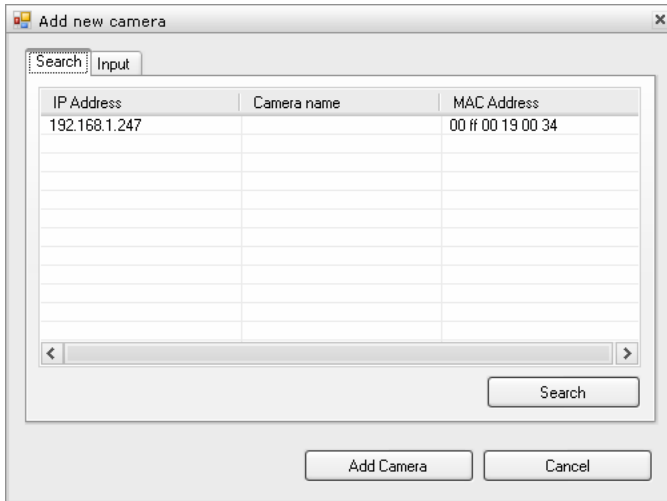 Add new camera
Search Input
IP Address Camera name MAC Address
192.168.1.247 00 ff 00 19 00 34
Search
Add Camera Cancel